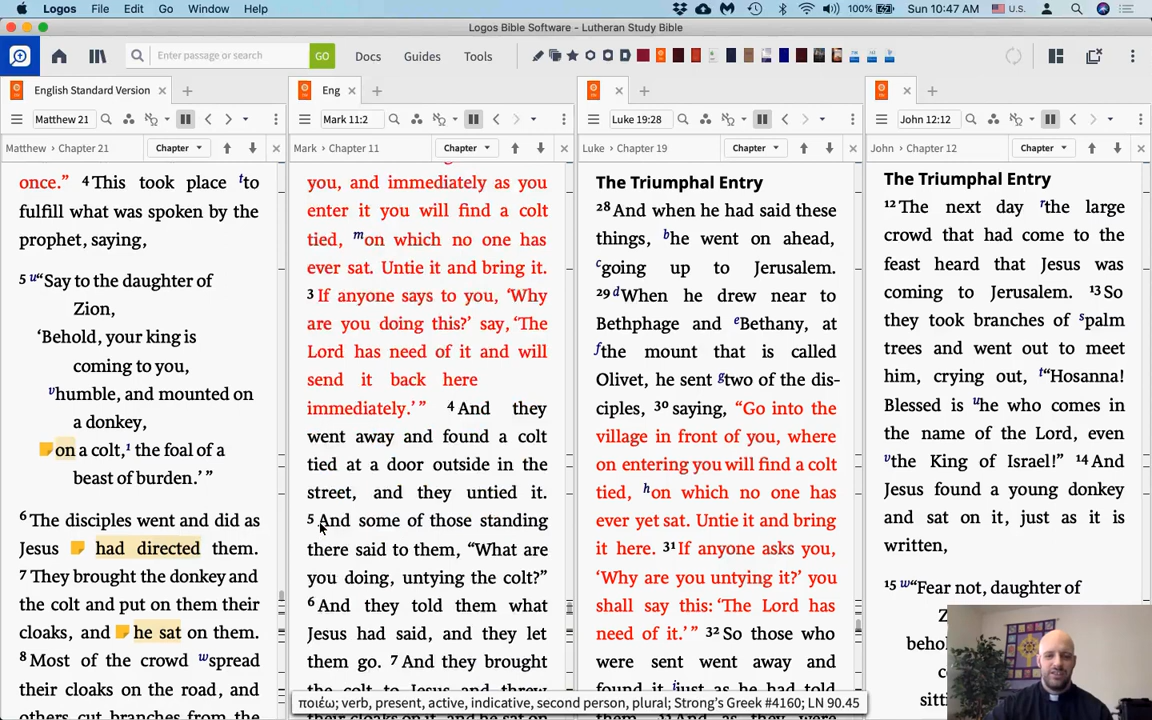 Logos File Edit Go Window Help 100% Sun 10:47 AM U.S.
Logos Bible Software - Lutheran Study Bible
Enter passage or search GO Docs Guides Tools
English Standard Version
Matthew 21
Matthew › Chapter 21 Chapter
once.” 4 This took place t to
fulfill what was spoken by the
prophet, saying,
5 u “Say to the daughter of
Zion,
‘Behold, your king is
coming to you,
v humble, and mounted on
a donkey,
on a colt,1 the foal of a
beast of burden.’”
6 The disciples went and did as
Jesus had directed them.
7 They brought the donkey and
the colt and put on them their
cloaks, and he sat on them.
8 Most of the crowd w spread
their cloaks on the road, and
others cut branches from the
Eng
Mark 11:2
Mark › Chapter 11 Chapter
you, and immediately as you
enter it you will find a colt
tied, m on which no one has
ever sat. Untie it and bring it.
3 If anyone says to you, ‘Why
are you doing this?’ say, ‘The
Lord has need of it and will
send it back here
immediately.’” 4 And they
went away and found a colt
tied at a door outside in the
street, and they untied it.
5 And some of those standing
there said to them, “What are
you doing, untying the colt?”
6 And they told them what
Jesus had said, and they let
them go. 7 And they brought
the colt to Jesus and threw
Luke 19:28
Luke › Chapter 19 Chapter
The Triumphal Entry
28 And when he had said these
things, b he went on ahead,
c going up to Jerusalem.
29 d When he drew near to
Bethphage and e Bethany, at
f the mount that is called
Olivet, he sent g two of the dis-
ciples, 30 saying, “Go into the
village in front of you, where
on entering you will find a colt
tied, h on which no one has
ever yet sat. Untie it and bring
it here. 31 If anyone asks you,
‘Why are you untying it?’ you
shall say this: ‘The Lord has
need of it.’” 32 So those who
were sent went away and
found it just as he had told
John 12:12
John › Chapter 12 Chapter
The Triumphal Entry
12 The next day r the large
crowd that had come to the
feast heard that Jesus was
coming to Jerusalem. 13 So
they took branches of s palm
trees and went out to meet
him, crying out, t “Hosanna!
Blessed is u he who comes in
the name of the Lord, even
v the King of Israel!” 14 And
Jesus found a young donkey
and sat on it, just as it is
written,
15 w “Fear not, daughter of
ποιέω; verb, present, active, indicative, second person, plural; Strong’s Greek #4160; LN 90.45